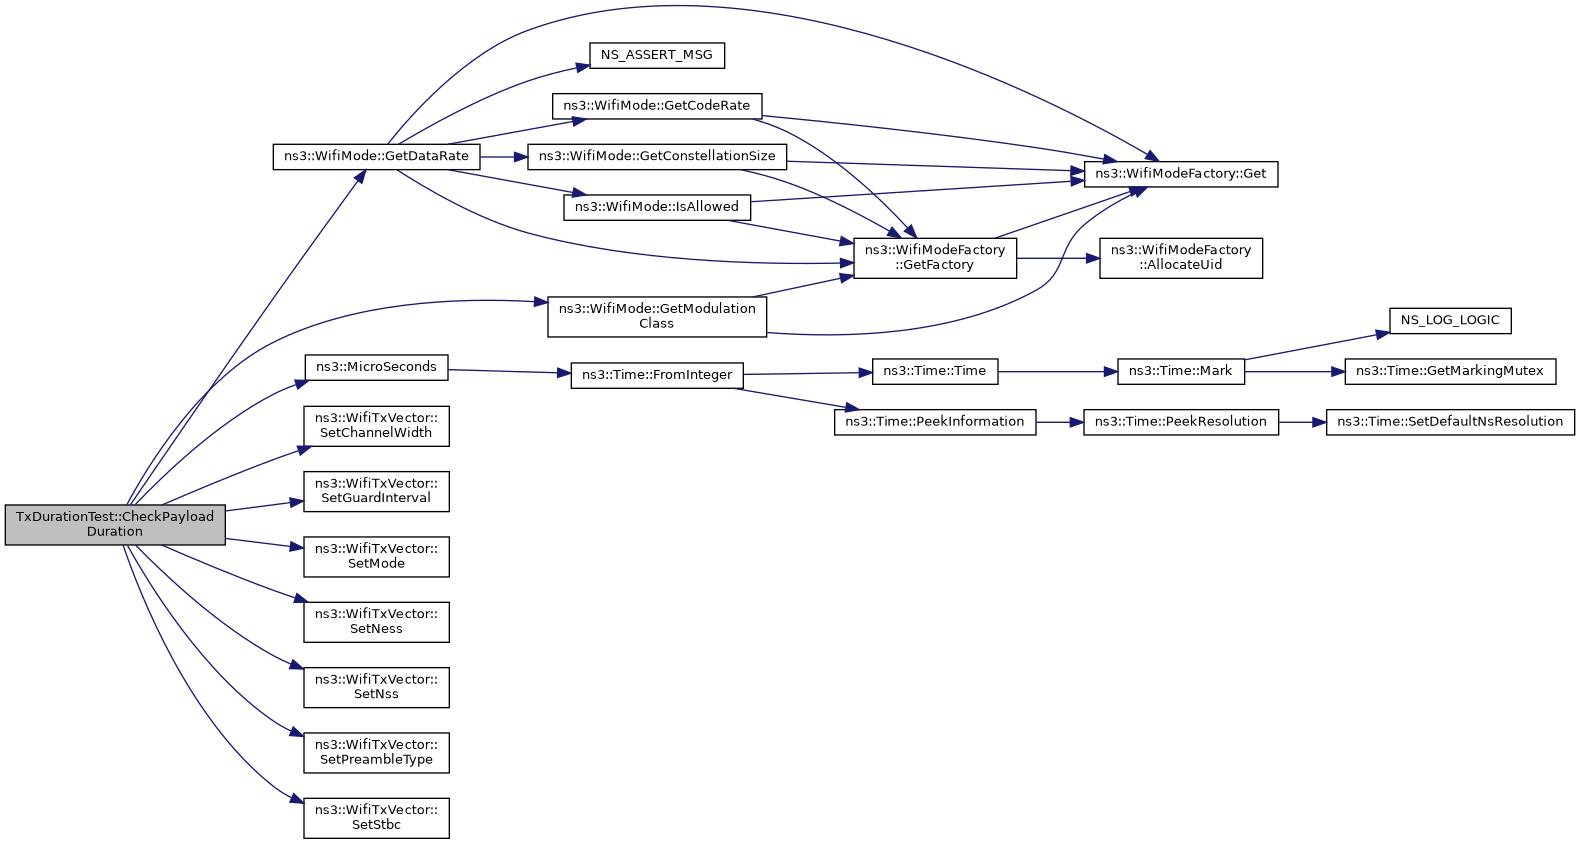 NS_ASSERT_MSG
ns3::WifiMode::GetCodeRate
ns3::WifiMode::GetDataRate
ns3::WifiMode::GetConstellationSize
ns3::WifiModeFactory::Get
ns3::WifiMode::IsAllowed
ns3::WifiModeFactory
::GetFactory
ns3::WifiModeFactory
::AllocateUid
ns3::WifiMode::GetModulation
Class
NS_LOG_LOGIC
ns3::MicroSeconds
ns3::Time::FromInteger
ns3::Time::Time
ns3::Time::Mark
ns3::Time::GetMarkingMutex
ns3::WifiTxVector::
SetChannelWidth
ns3::Time::PeekInformation
ns3::Time::PeekResolution
ns3::Time::SetDefaultNsResolution
ns3::WifiTxVector::
SetGuardInterval
TxDurationTest::CheckPayload
Duration
ns3::WifiTxVector::
SetMode
ns3::WifiTxVector::
SetNess
ns3::WifiTxVector::
SetNss
ns3::WifiTxVector::
SetPreambleType
ns3::WifiTxVector::
SetStbc